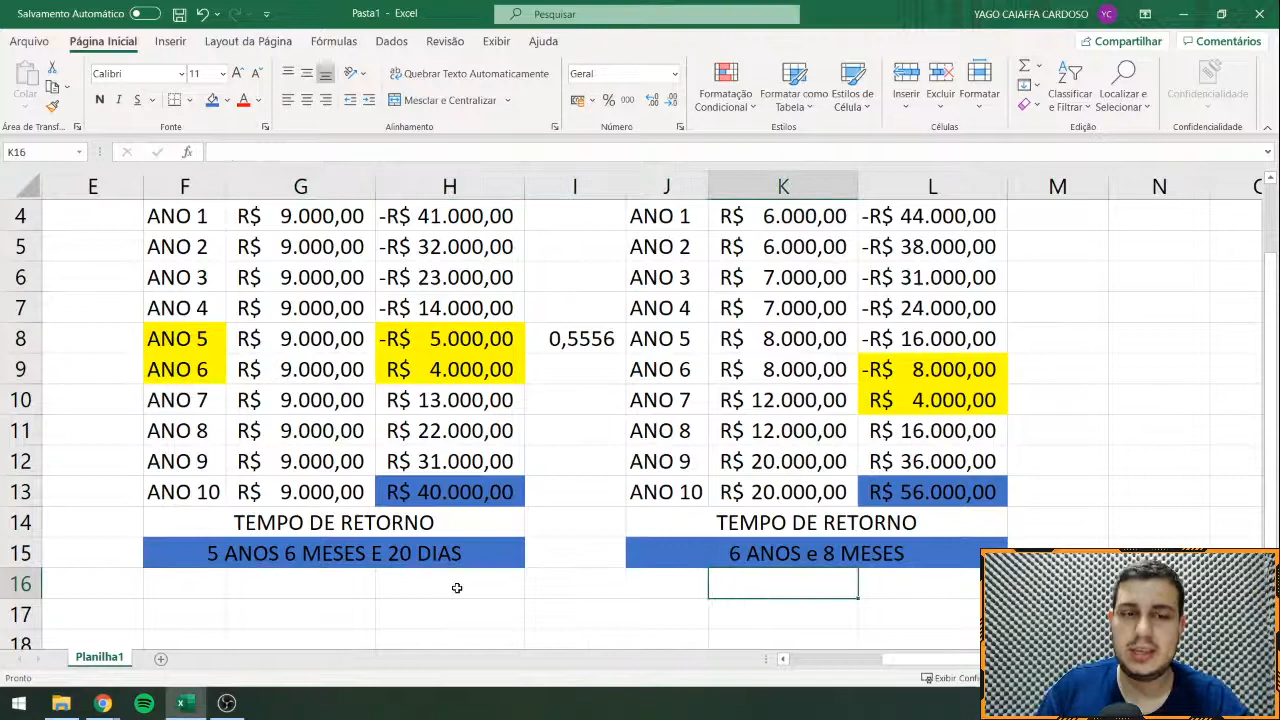 Salvamento Automático
Pasta1 - Excel
Pesquisar
YAGO CAIAFFA CARDOSO YC
Arquivo Página Inicial Inserir Layout da Página Fórmulas Dados Revisão Exibir Ajuda Compartilhar Comentários
Colar
Calibri 11
Quebrar Texto Automaticamente
Mesclar e Centralizar
Geral
Formatação Condicional
Formatar como Tabela
Estilos de Célula
Inserir Excluir Formatar
Classificar e Filtrar
Localizar e Selecionar
Confidencialidade
Área de Transf... Fonte Alinhamento Número Estilos Células Edição Confidencialidade
K16 fx
E F G H I J K L M N
4 ANO 1 R$ 9.000,00 -R$ 41.000,00 ANO 1 R$ 6.000,00 -R$ 44.000,00
5 ANO 2 R$ 9.000,00 -R$ 32.000,00 ANO 2 R$ 6.000,00 -R$ 38.000,00
6 ANO 3 R$ 9.000,00 -R$ 23.000,00 ANO 3 R$ 7.000,00 -R$ 31.000,00
7 ANO 4 R$ 9.000,00 -R$ 14.000,00 ANO 4 R$ 7.000,00 -R$ 24.000,00
8 ANO 5 R$ 9.000,00 -R$ 5.000,00 0,5556 ANO 5 R$ 8.000,00 -R$ 16.000,00
9 ANO 6 R$ 9.000,00 R$ 4.000,00 ANO 6 R$ 8.000,00 -R$ 8.000,00
10 ANO 7 R$ 9.000,00 R$ 13.000,00 ANO 7 R$ 12.000,00 R$ 4.000,00
11 ANO 8 R$ 9.000,00 R$ 22.000,00 ANO 8 R$ 12.000,00 R$ 16.000,00
12 ANO 9 R$ 9.000,00 R$ 31.000,00 ANO 9 R$ 20.000,00 R$ 36.000,00
13 ANO 10 R$ 9.000,00 R$ 40.000,00 ANO 10 R$ 20.000,00 R$ 56.000,00
14 TEMPO DE RETORNO TEMPO DE RETORNO
15 5 ANOS 6 MESES E 20 DIAS 6 ANOS e 8 MESES
16
17
18
Planilha1
Pronto
Exibir